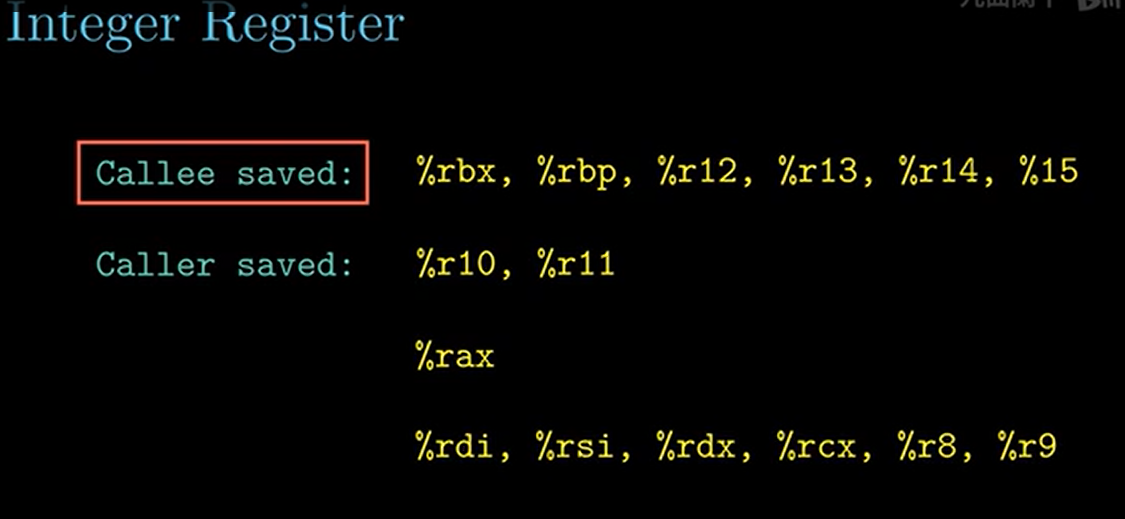 Integer Register
Callee saved: %rbx, %rbp, %r12, %r13, %r14, %15
Caller saved: %r10, %r11
%rax
%rdi, %rsi, %rdx, %rcx, %r8, %r9